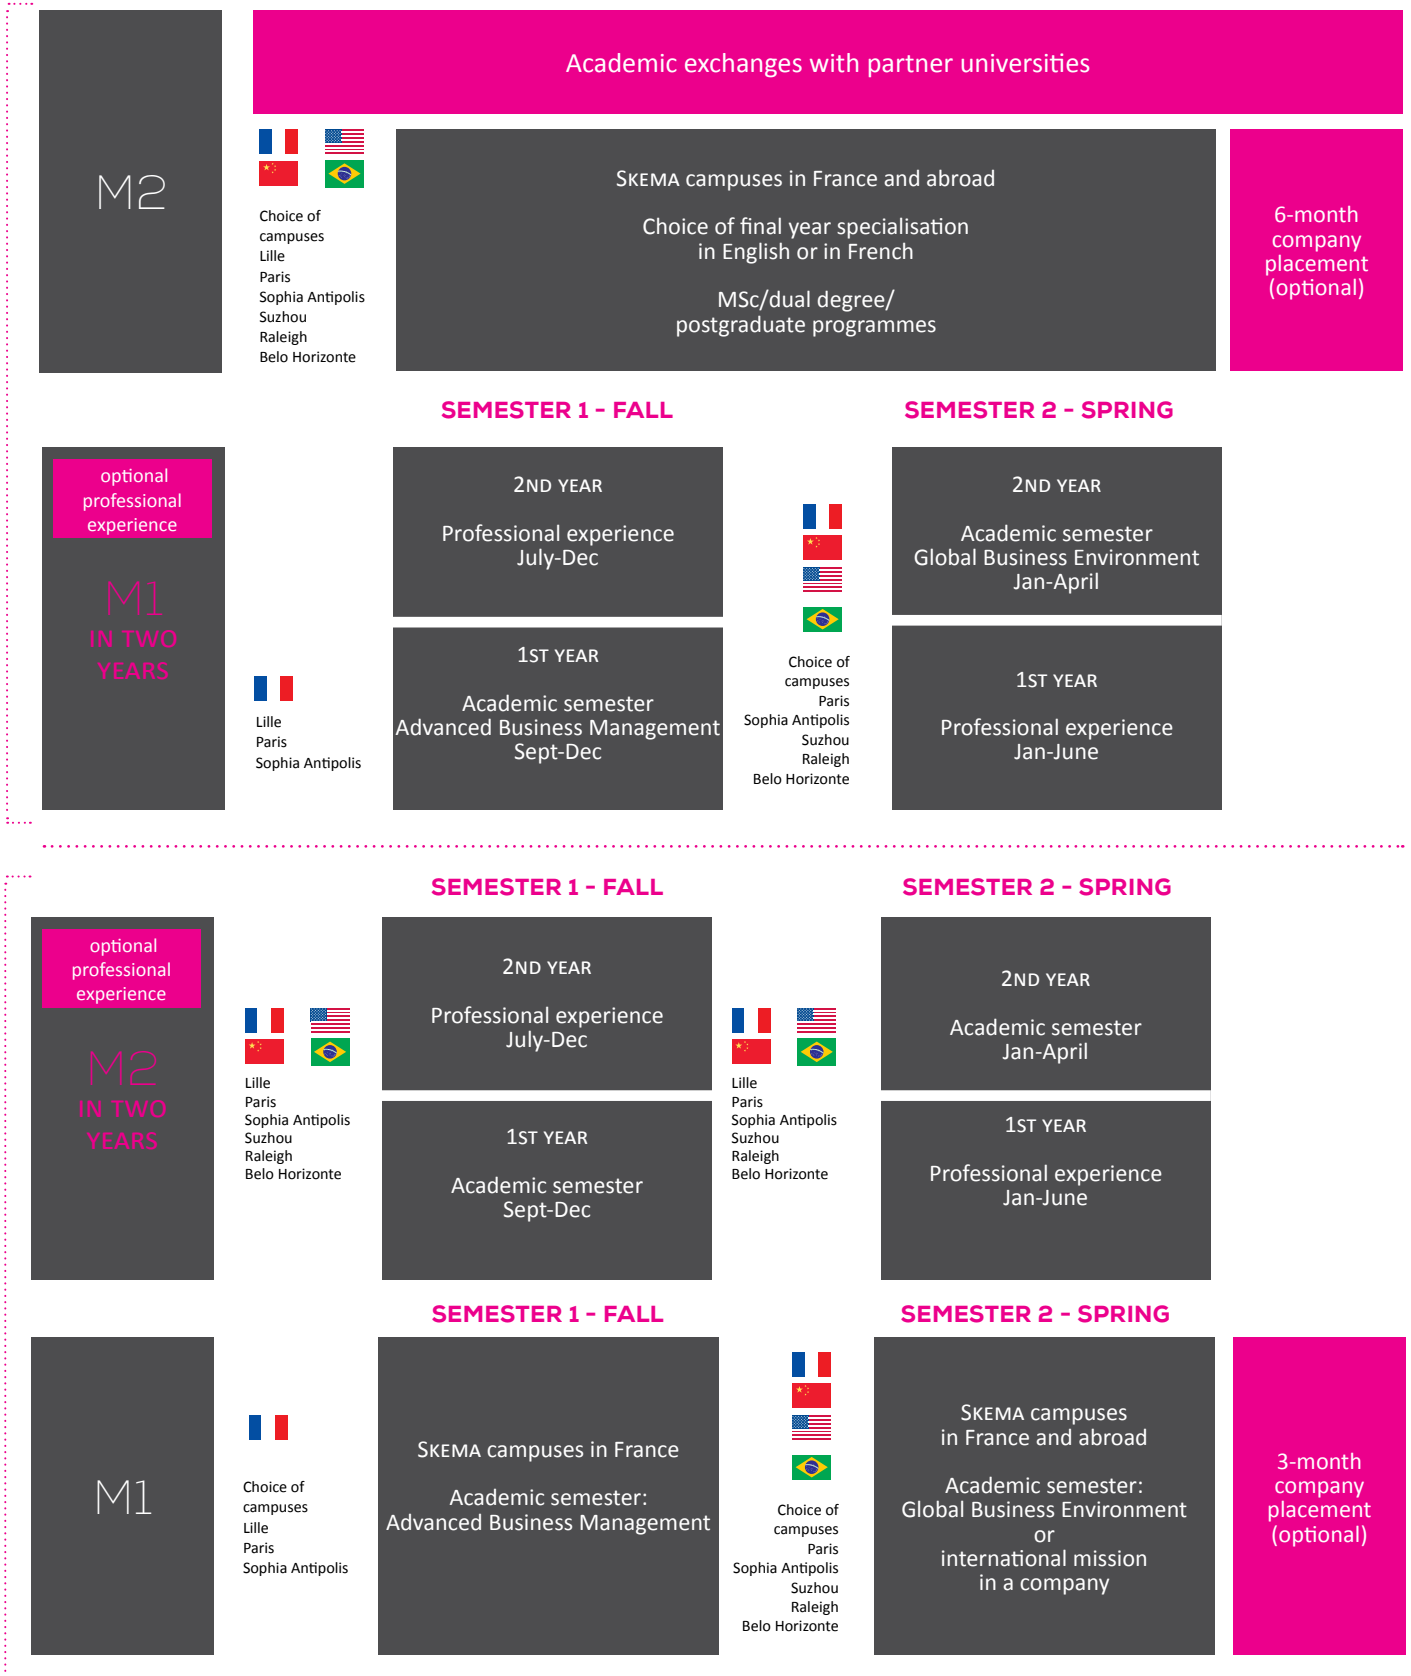 Academic exchanges with partner universities
M2
Choice of
campuses
Lille
Paris
Sophia Antipolis
Suzhou
Raleigh
Belo Horizonte
SKEMA campuses in France and abroad
Choice of final year specialisation
in English or in French
MSc/dual degree/
postgraduate programmes
6-month
company
placement
(optional)
SEMESTER 1 - FALL
SEMESTER 2 - SPRING
optional
professional
experience
M1
IN TWO
YEARS
Lille
Paris
Sophia Antipolis
2ND YEAR
Professional experience
July-Dec
1ST YEAR
Academic semester
Advanced Business Management
Sept-Dec
Choice of
campuses
Paris
Sophia Antipolis
Suzhou
Raleigh
Belo Horizonte
2ND YEAR
Academic semester
Global Business Environment
Jan-April
1ST YEAR
Professional experience
Jan-June
SEMESTER 1 - FALL
SEMESTER 2 - SPRING
optional
professional
experience
M2
IN TWO
YEARS
Lille
Paris
Sophia Antipolis
Suzhou
Raleigh
Belo Horizonte
2ND YEAR
Professional experience
July-Dec
1ST YEAR
Academic semester
Sept-Dec
Lille
Paris
Sophia Antipolis
Suzhou
Raleigh
Belo Horizonte
2ND YEAR
Academic semester
Jan-April
1ST YEAR
Professional experience
Jan-June
SEMESTER 1 - FALL
SEMESTER 2 - SPRING
M1
Choice of
campuses
Lille
Paris
Sophia Antipolis
SKEMA campuses in France
Academic semester:
Advanced Business Management
Choice of
campuses
Paris
Sophia Antipolis
Suzhou
Raleigh
Belo Horizonte
SKEMA campuses
in France and abroad
Academic semester:
Global Business Environment
or
international mission
in a company
3-month
company
placement
(optional)